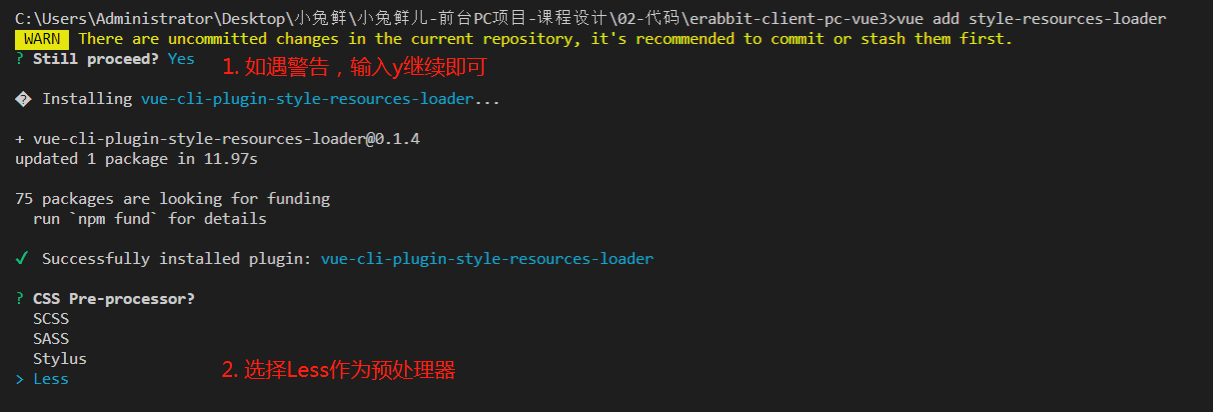 C:\Users\Administrator\Desktop\小兔鲜\小兔鲜儿-前台PC项目-课程设计\02-代码\erabbit-client-pc-vue3>vue add style-resources-loader
WARN There are uncommitted changes in the current repository, it's recommended to commit or stash them first.
? Still proceed? Yes
1. 如遇警告，输入y继续即可
� Installing vue-cli-plugin-style-resources-loader...
+ vue-cli-plugin-style-resources-loader@0.1.4
updated 1 package in 11.97s
75 packages are looking for funding
run `npm fund` for details
✓ Successfully installed plugin: vue-cli-plugin-style-resources-loader
? CSS Pre-processor?
SCSS
SASS
Stylus
> Less
2. 选择Less作为预处理器